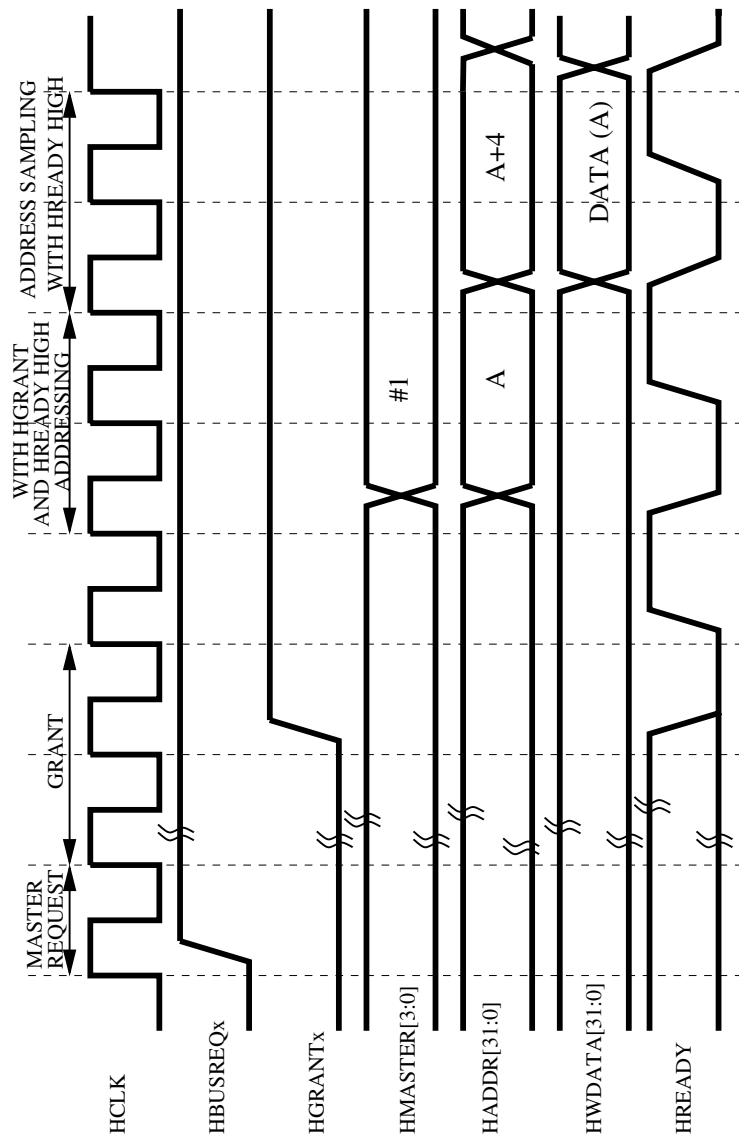 MASTER
REQUEST
GRANT
WITH HGRANT
AND HREADY HIGH
ADDRESSING
ADDRESS SAMPLING
WITH HREADY HIGH
HCLK
HBUSREQx
HGRANTx
HMASTER[3:0]
#1
HADDR[31:0]
A
A+4
HWDATA[31:0]
DATA (A)
HREADY